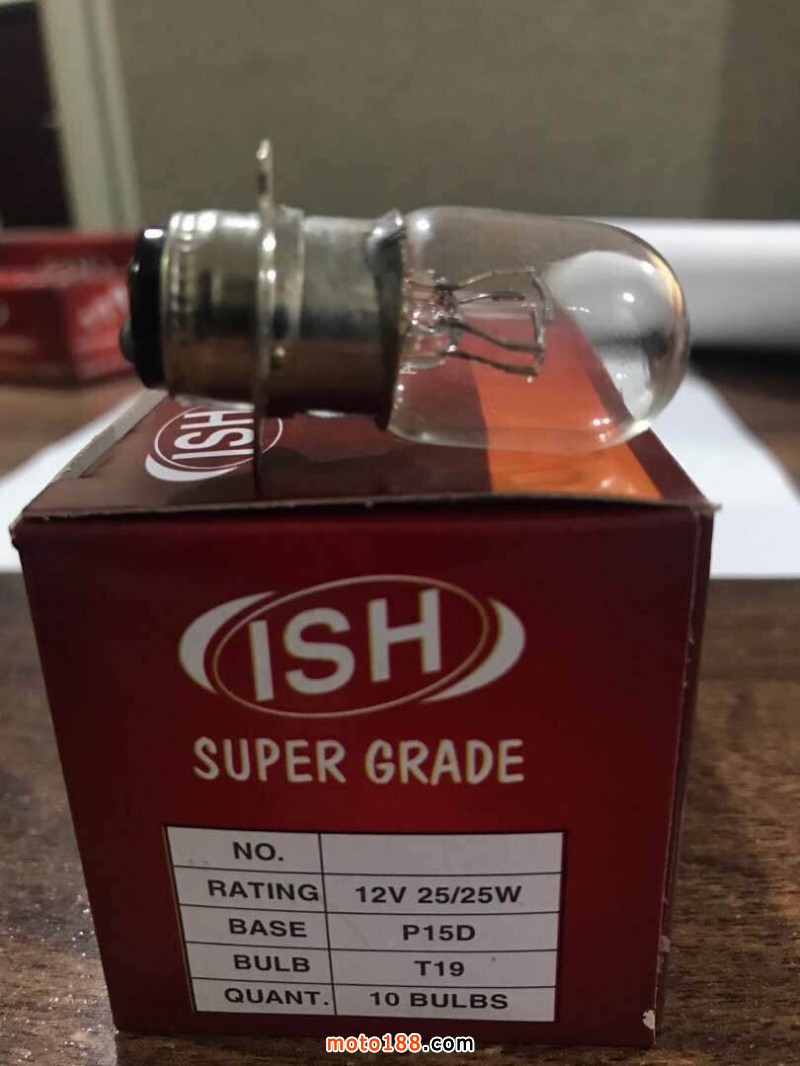 ISH
ISH
SUPER GRADE
NO.
RATING 12V 25/25W
BASE P15D
BULB T19
QUANT. 10 BULBS
moto188.com